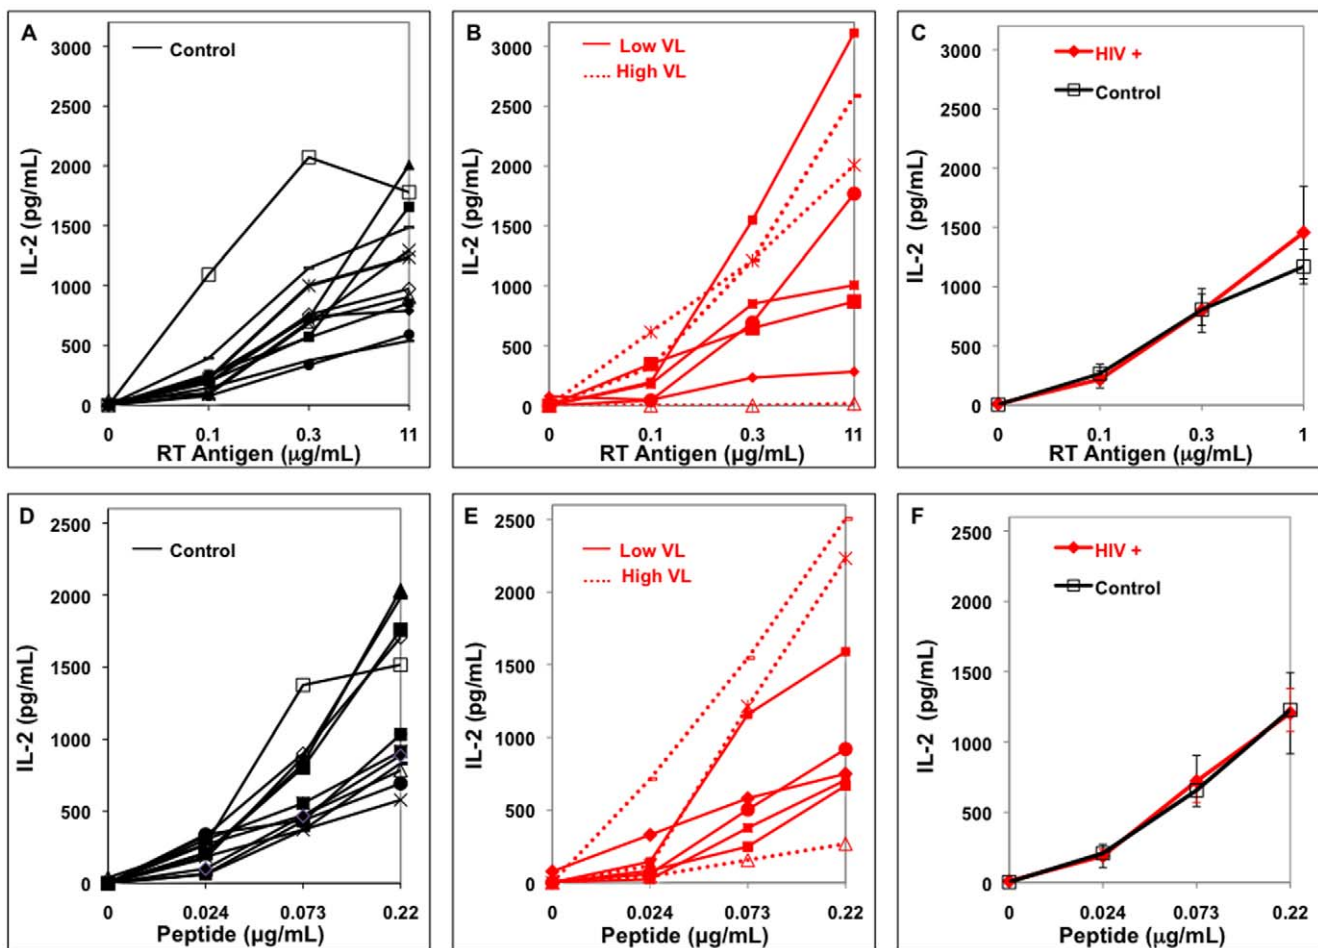 A
Control
3000
2500
2000
1500
1000
500
0
IL-2 (pg/mL)
0 0.1 0.3 11
RT Antigen (μg/mL)
B
Low VL
High VL
3000
2500
2000
1500
1000
500
0
IL-2 (pg/mL)
0 0.1 0.3 11
RT Antigen (µg/mL)
C
HIV +
Control
3000
2500
2000
1500
1000
500
0
IL-2 (pg/mL)
0 0.1 0.3 1
RT Antigen (μg/mL)
D
Control
2500
2000
1500
1000
500
0
IL-2 (pg/mL)
0 0.024 0.073 0.22
Peptide (µg/mL)
E
Low VL
High VL
2500
2000
1500
1000
500
0
IL-2 (pg/mL)
0 0.024 0.073 0.22
Peptide (µg/mL)
F
HIV +
Control
2500
2000
1500
1000
500
0
IL-2 (pg/mL)
0 0.024 0.073 0.22
Peptide (μg/mL)